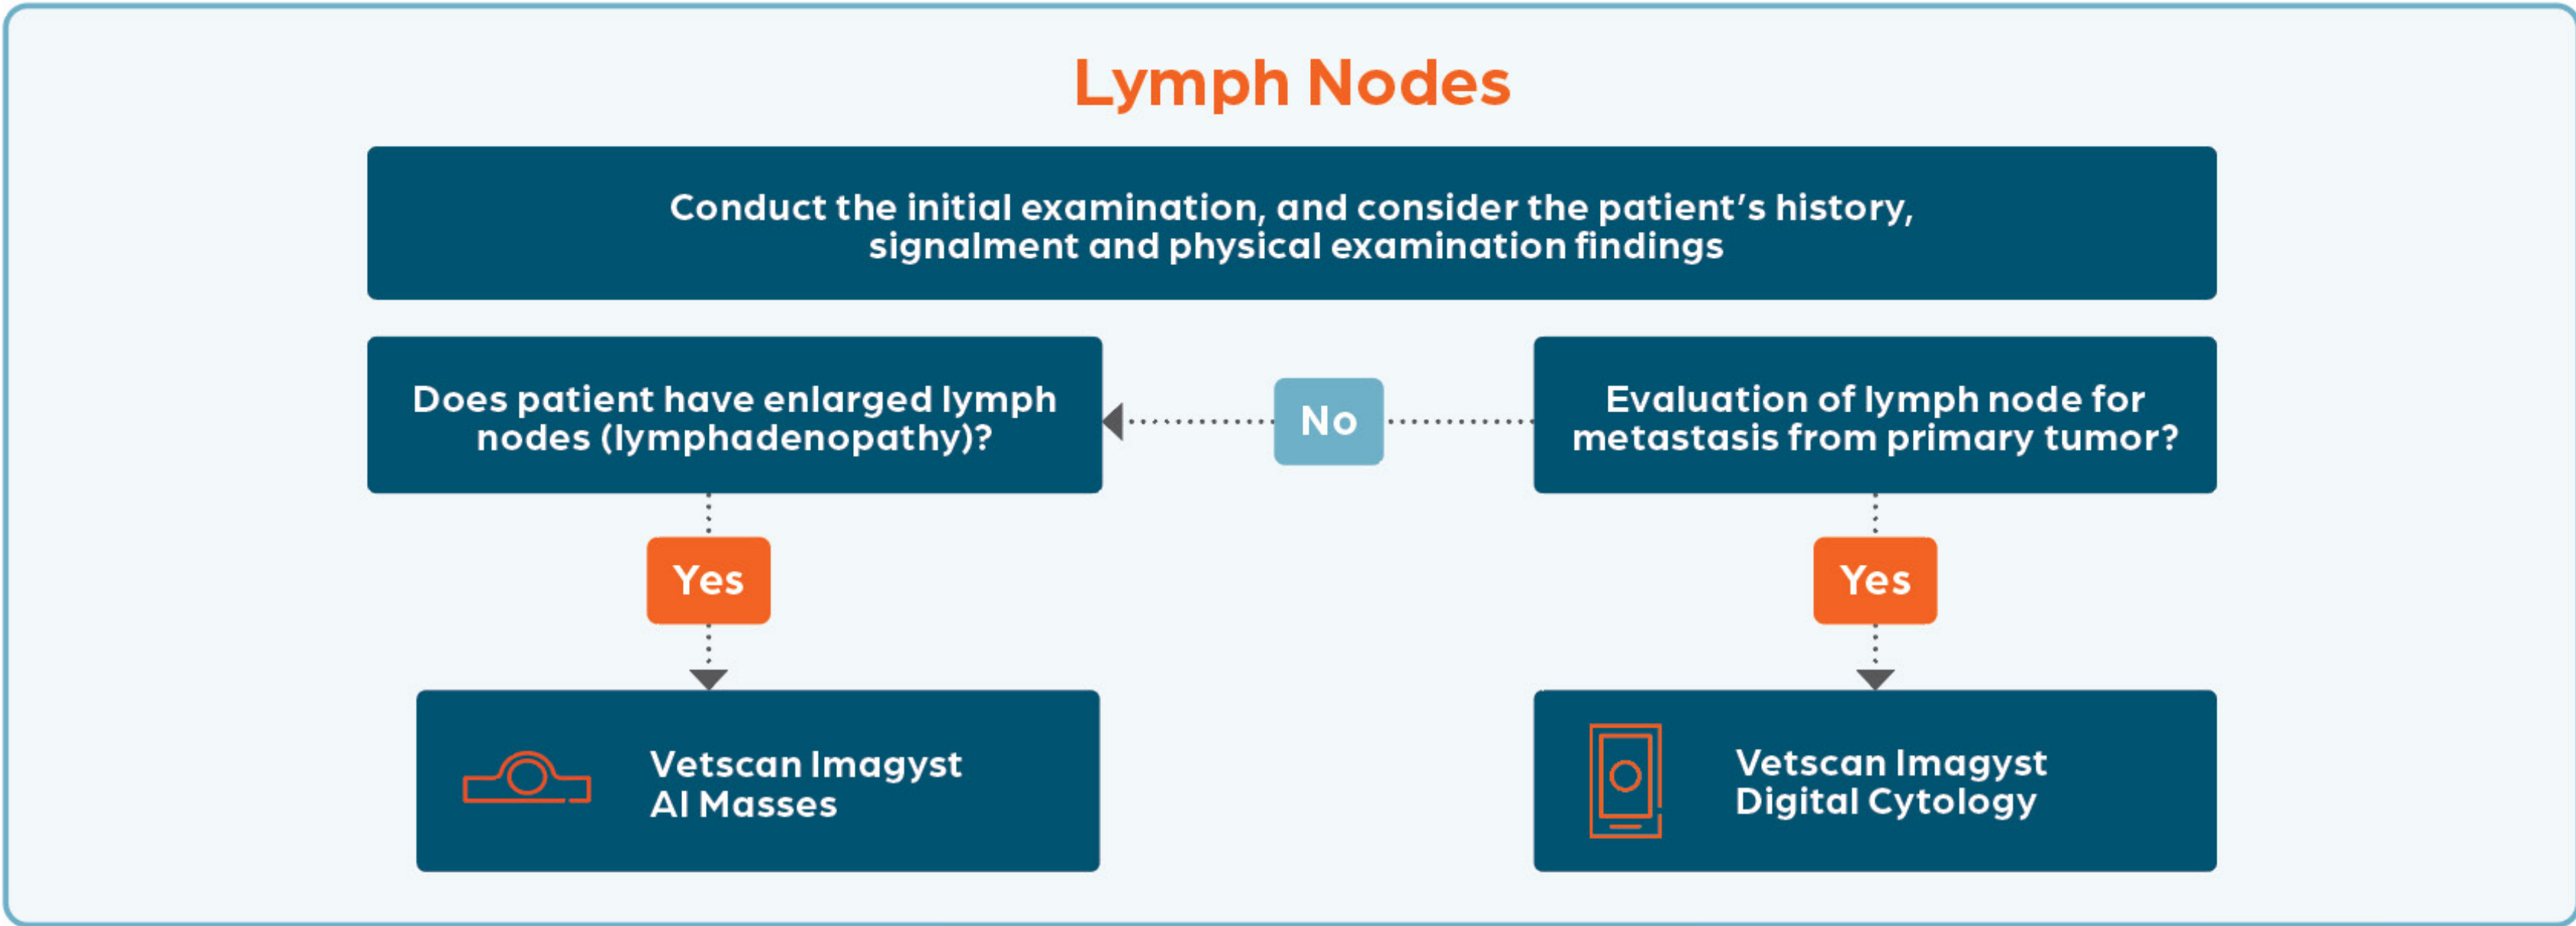 Lymph Nodes
Conduct the initial examination, and consider the patient's history,
signalment and physical examination findings
Does patient have enlarged lymph
nodes (lymphadenopathy)?
No
Evaluation of lymph node for
metastasis from primary tumor?
Yes
Yes
Vetscan Imagyst
AI Masses
Vetscan Imagyst
Digital Cytology